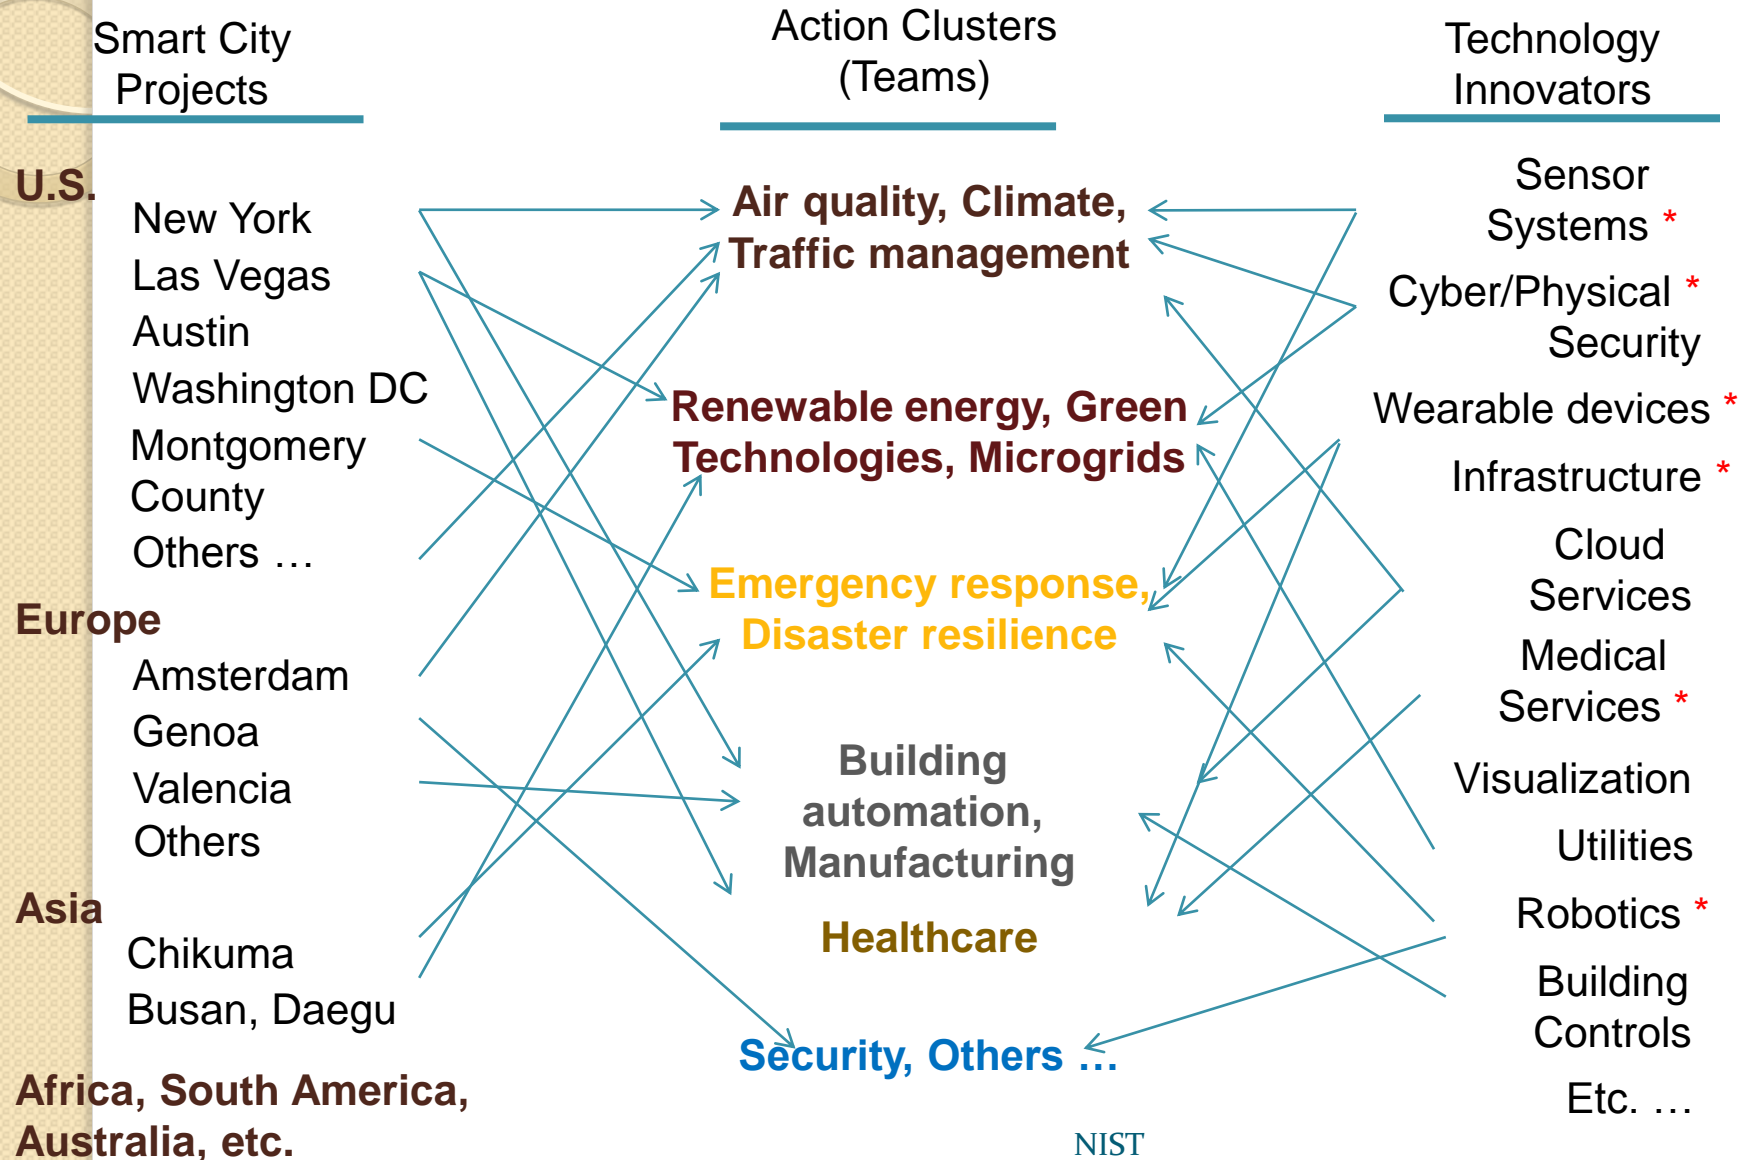 Smart City
Projects
Action Clusters
(Teams)
Technology
Innovators
U.S.
New York
Las Vegas
Austin
Washington DC
Montgomery
County
Others …
Europe
Amsterdam
Genoa
Valencia
Others
Asia
Chikuma
Busan, Daegu
Africa, South America,
Australia, etc.
Air quality, Climate,
Traffic management
Renewable energy, Green
Technologies, Microgrids
Emergency response,
Disaster resilience
Building
automation,
Manufacturing
Healthcare
Security, Others …
Sensor
Systems *
Cyber/Physical *
Security
Wearable devices *
Infrastructure *
Cloud
Services
Medical
Services *
Visualization
Utilities
Robotics *
Building
Controls
Etc. …
NIST